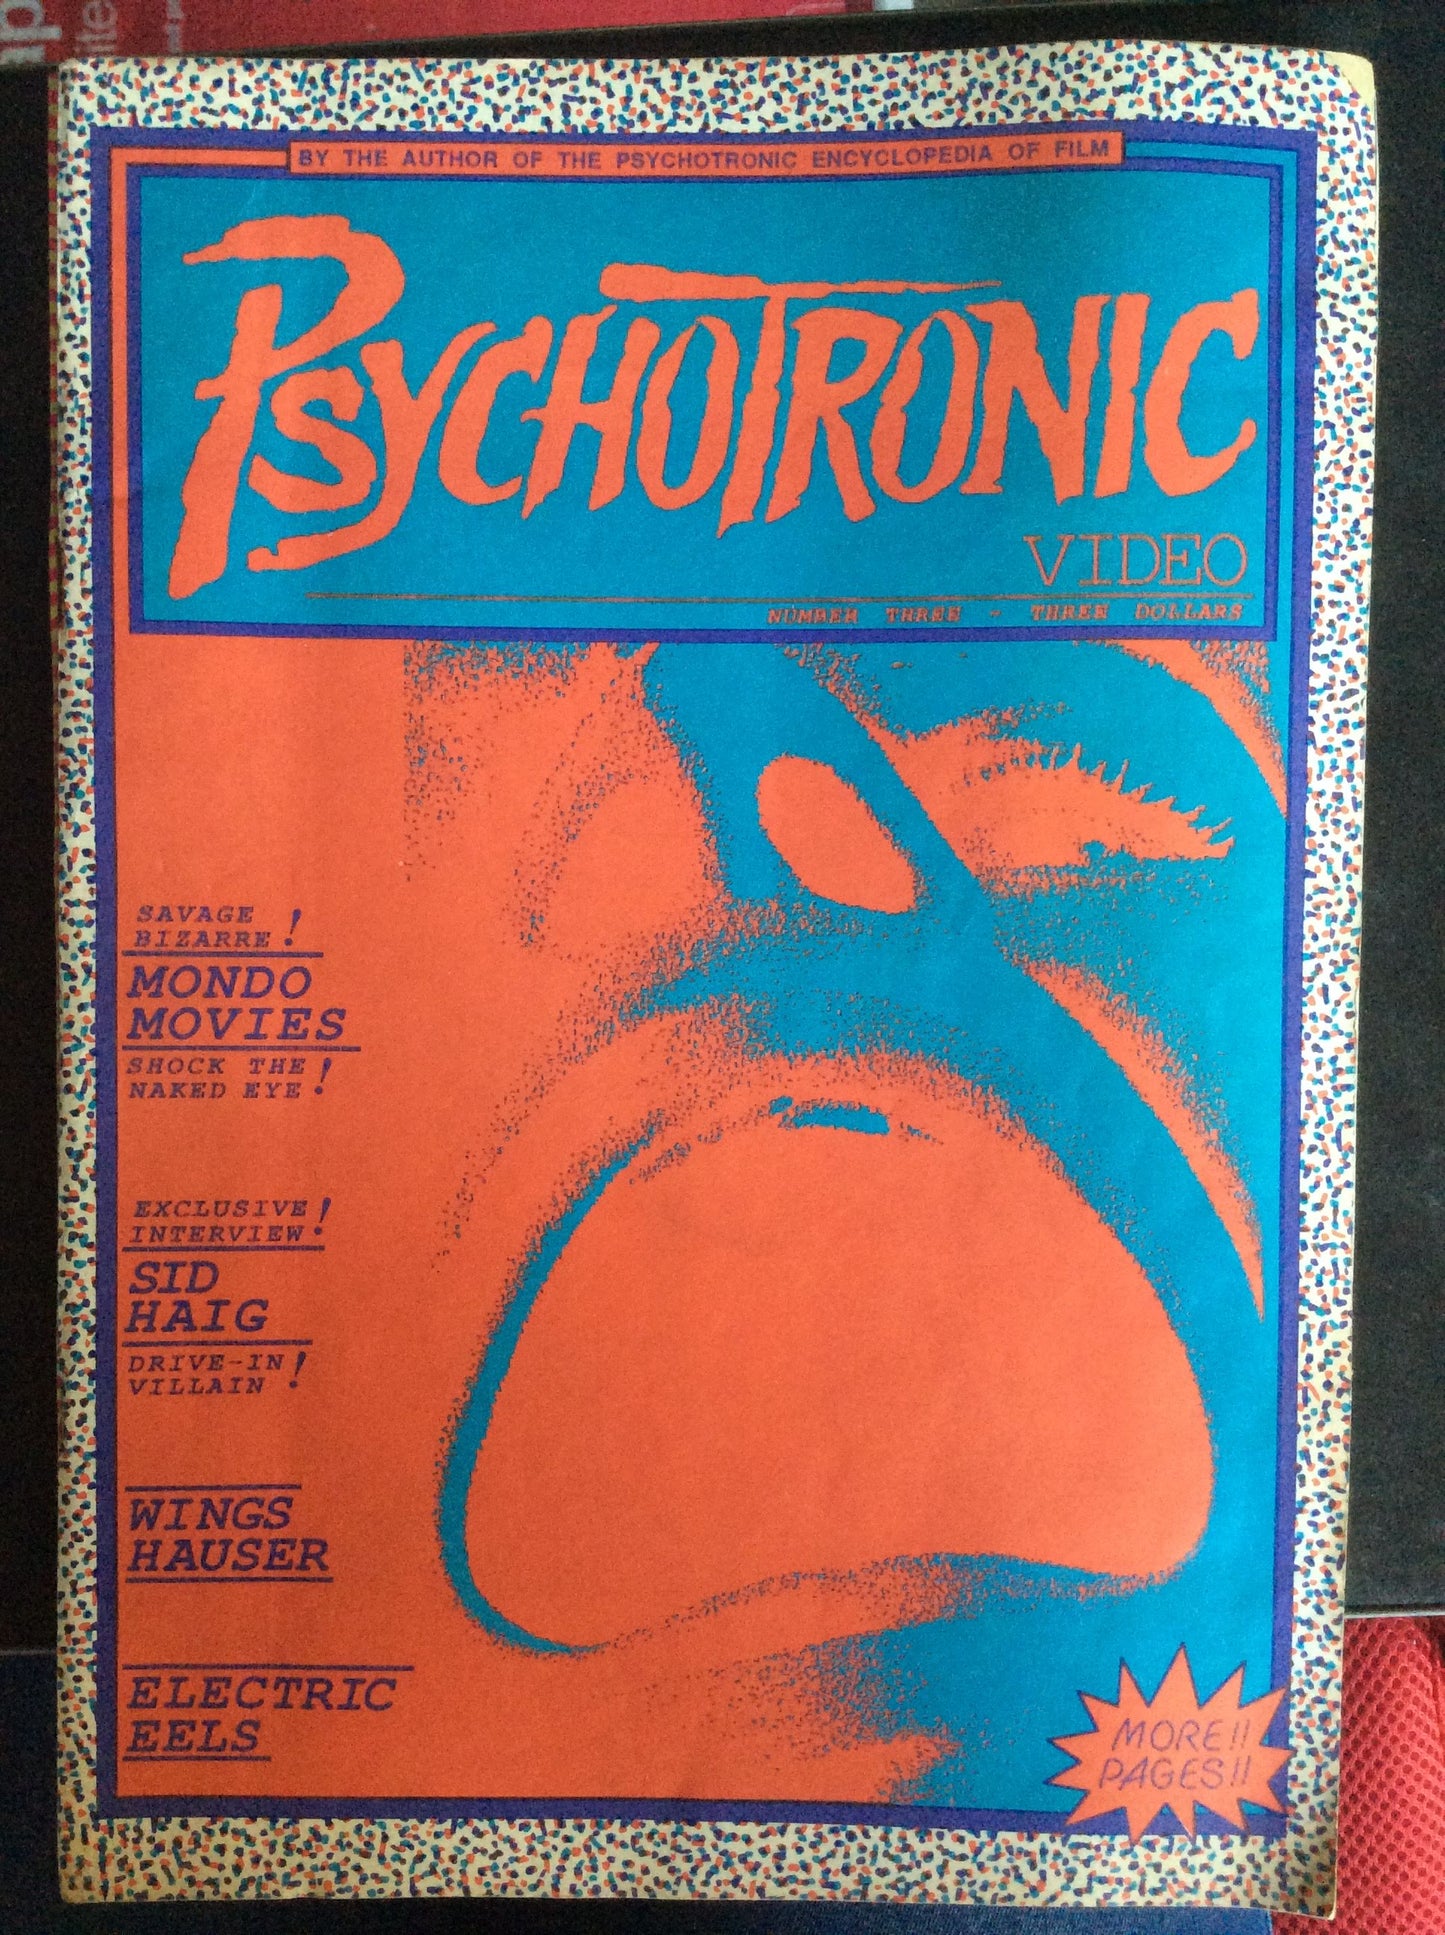 BY THE AUTHOR OF THE PSYCHOTRONIC ENCYCLOPEDIA OF FILM
PSYCHOTRONIC
VIDEO
NUMBER THREE - THREE DOLLARS
SAVAGE
BIZARRE!
MONDO
MOVIES
SHOCK THE
NAKED EYE!
EXCLUSIVE
INTERVIEW!
SID
HAIG
DRIVE-IN
VILLAIN!
WINGS
HAUSER
ELECTRIC
EELS
MORE!!
PAGES!!